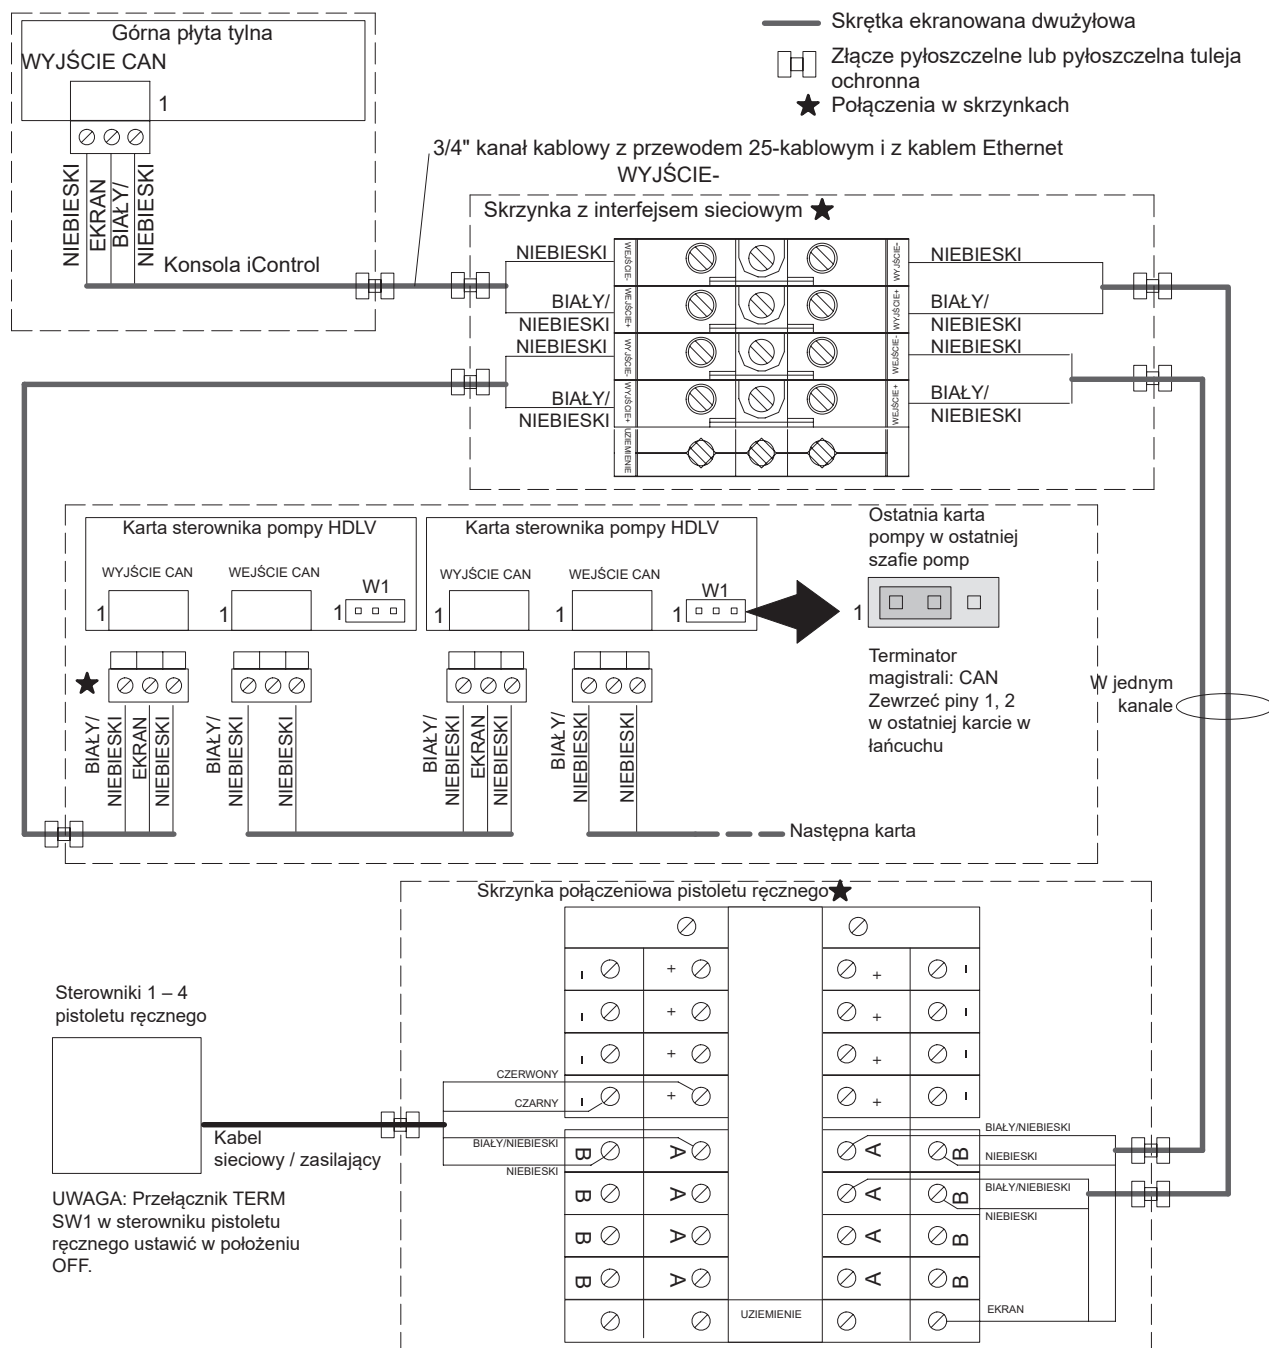 Górna płyta tylna
WYJŚCIE CAN
1
NIEBIESKI
EKRAN
BIAŁY/
NIEBIESKI
Konsola iControl
Skrętka ekranowana dwużyłowa
Złącze pyłoszczelne lub pyłoszczelna tuleja
ochronna
★ Połączenia w skrzynkach
3/4" kanał kablowy z przewodem 25-kablowym i z kablem Ethernet
WYJŚCIE-
Skrzynka z interfejsem sieciowym ★
NIEBIESKI
BIAŁY/
NIEBIESKI
NIEBIESKI
BIAŁY/
NIEBIESKI
WEJŚCIE-
WEJŚCIE+
WYJŚCIE-
WYJŚCIE+
UZIEMIENIE
WYJŚCIE-
WYJŚCIE+
WEJŚCIE
WEJŚCIE+
NIEBIESKI
BIAŁY/
NIEBIESKI
NIEBIESKI
BIAŁY/
NIEBIESKI
Karta sterownika pompy HDLV
WYJŚCIE CAN
WEJŚCIE CAN
W1
1
1
1
Karta sterownika pompy HDLV
WYJŚCIE CAN
WEJŚCIE CAN
W1
1
1
1
Ostatnia karta
pompy w ostatniej
szafie pomp
1
Terminator
magistrali: CAN
Zewrzeć piny 1, 2
w ostatniej karcie w
łańcuchu
W jednym
kanale
★
BIAŁY/
NIEBIESKI
EKRAN
NIEBIESKI
BIAŁY/
NIEBIESKI
NIEBIESKI
BIAŁY/
NIEBIESKI
EKRAN
NIEBIESKI
BIAŁY/
NIEBIESKI
NIEBIESKI
Następna karta
Skrzynka połączeniowa pistoletu ręcznego★
Sterowniki 1 – 4
pistoletu ręcznego
Kabel
sieciowy / zasilający
UWAGA: Przełącznik TERM
SW1 w sterowniku pistoletu
ręcznego ustawić w położeniu
OFF.
CZERWONY
CZARNY
BIAŁY/NIEBIESKI
NIEBIESKI
- + + -
- + + -
- + + -
- + + -
B A A B
B A A B
B A A B
B A A B
UZIEMIENIE
BIAŁY/NIEBIESKI
NIEBIESKI
BIAŁY/NIEBIESKI
NIEBIESKI
EKRAN